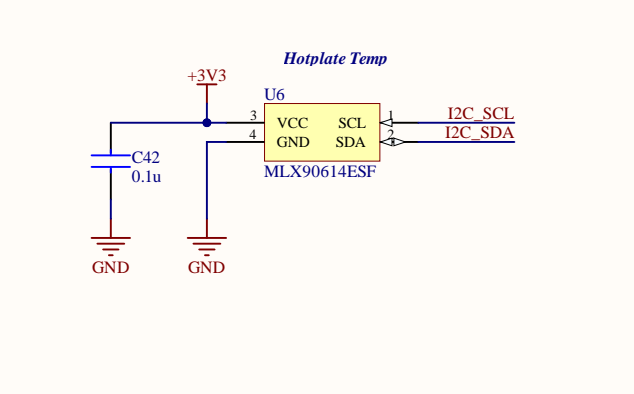 Hotplate Temp
+3V3
U6
3 VCC SCL 1 I2C_SCL
4 GND SDA 2 I2C_SDA
MLX90614ESF
C42
0.1u
GND GND